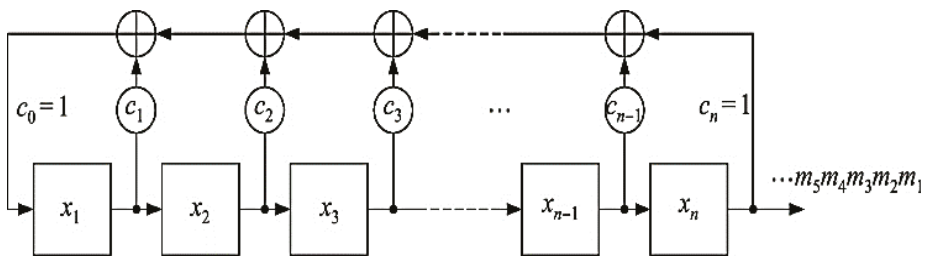 c₀ = 1
c₁
c₂
c₃
...
cₙ₋₁
cₙ = 1
x₁
x₂
x₃
xₙ₋₁
xₙ
...m₅m₄m₃m₂m₁